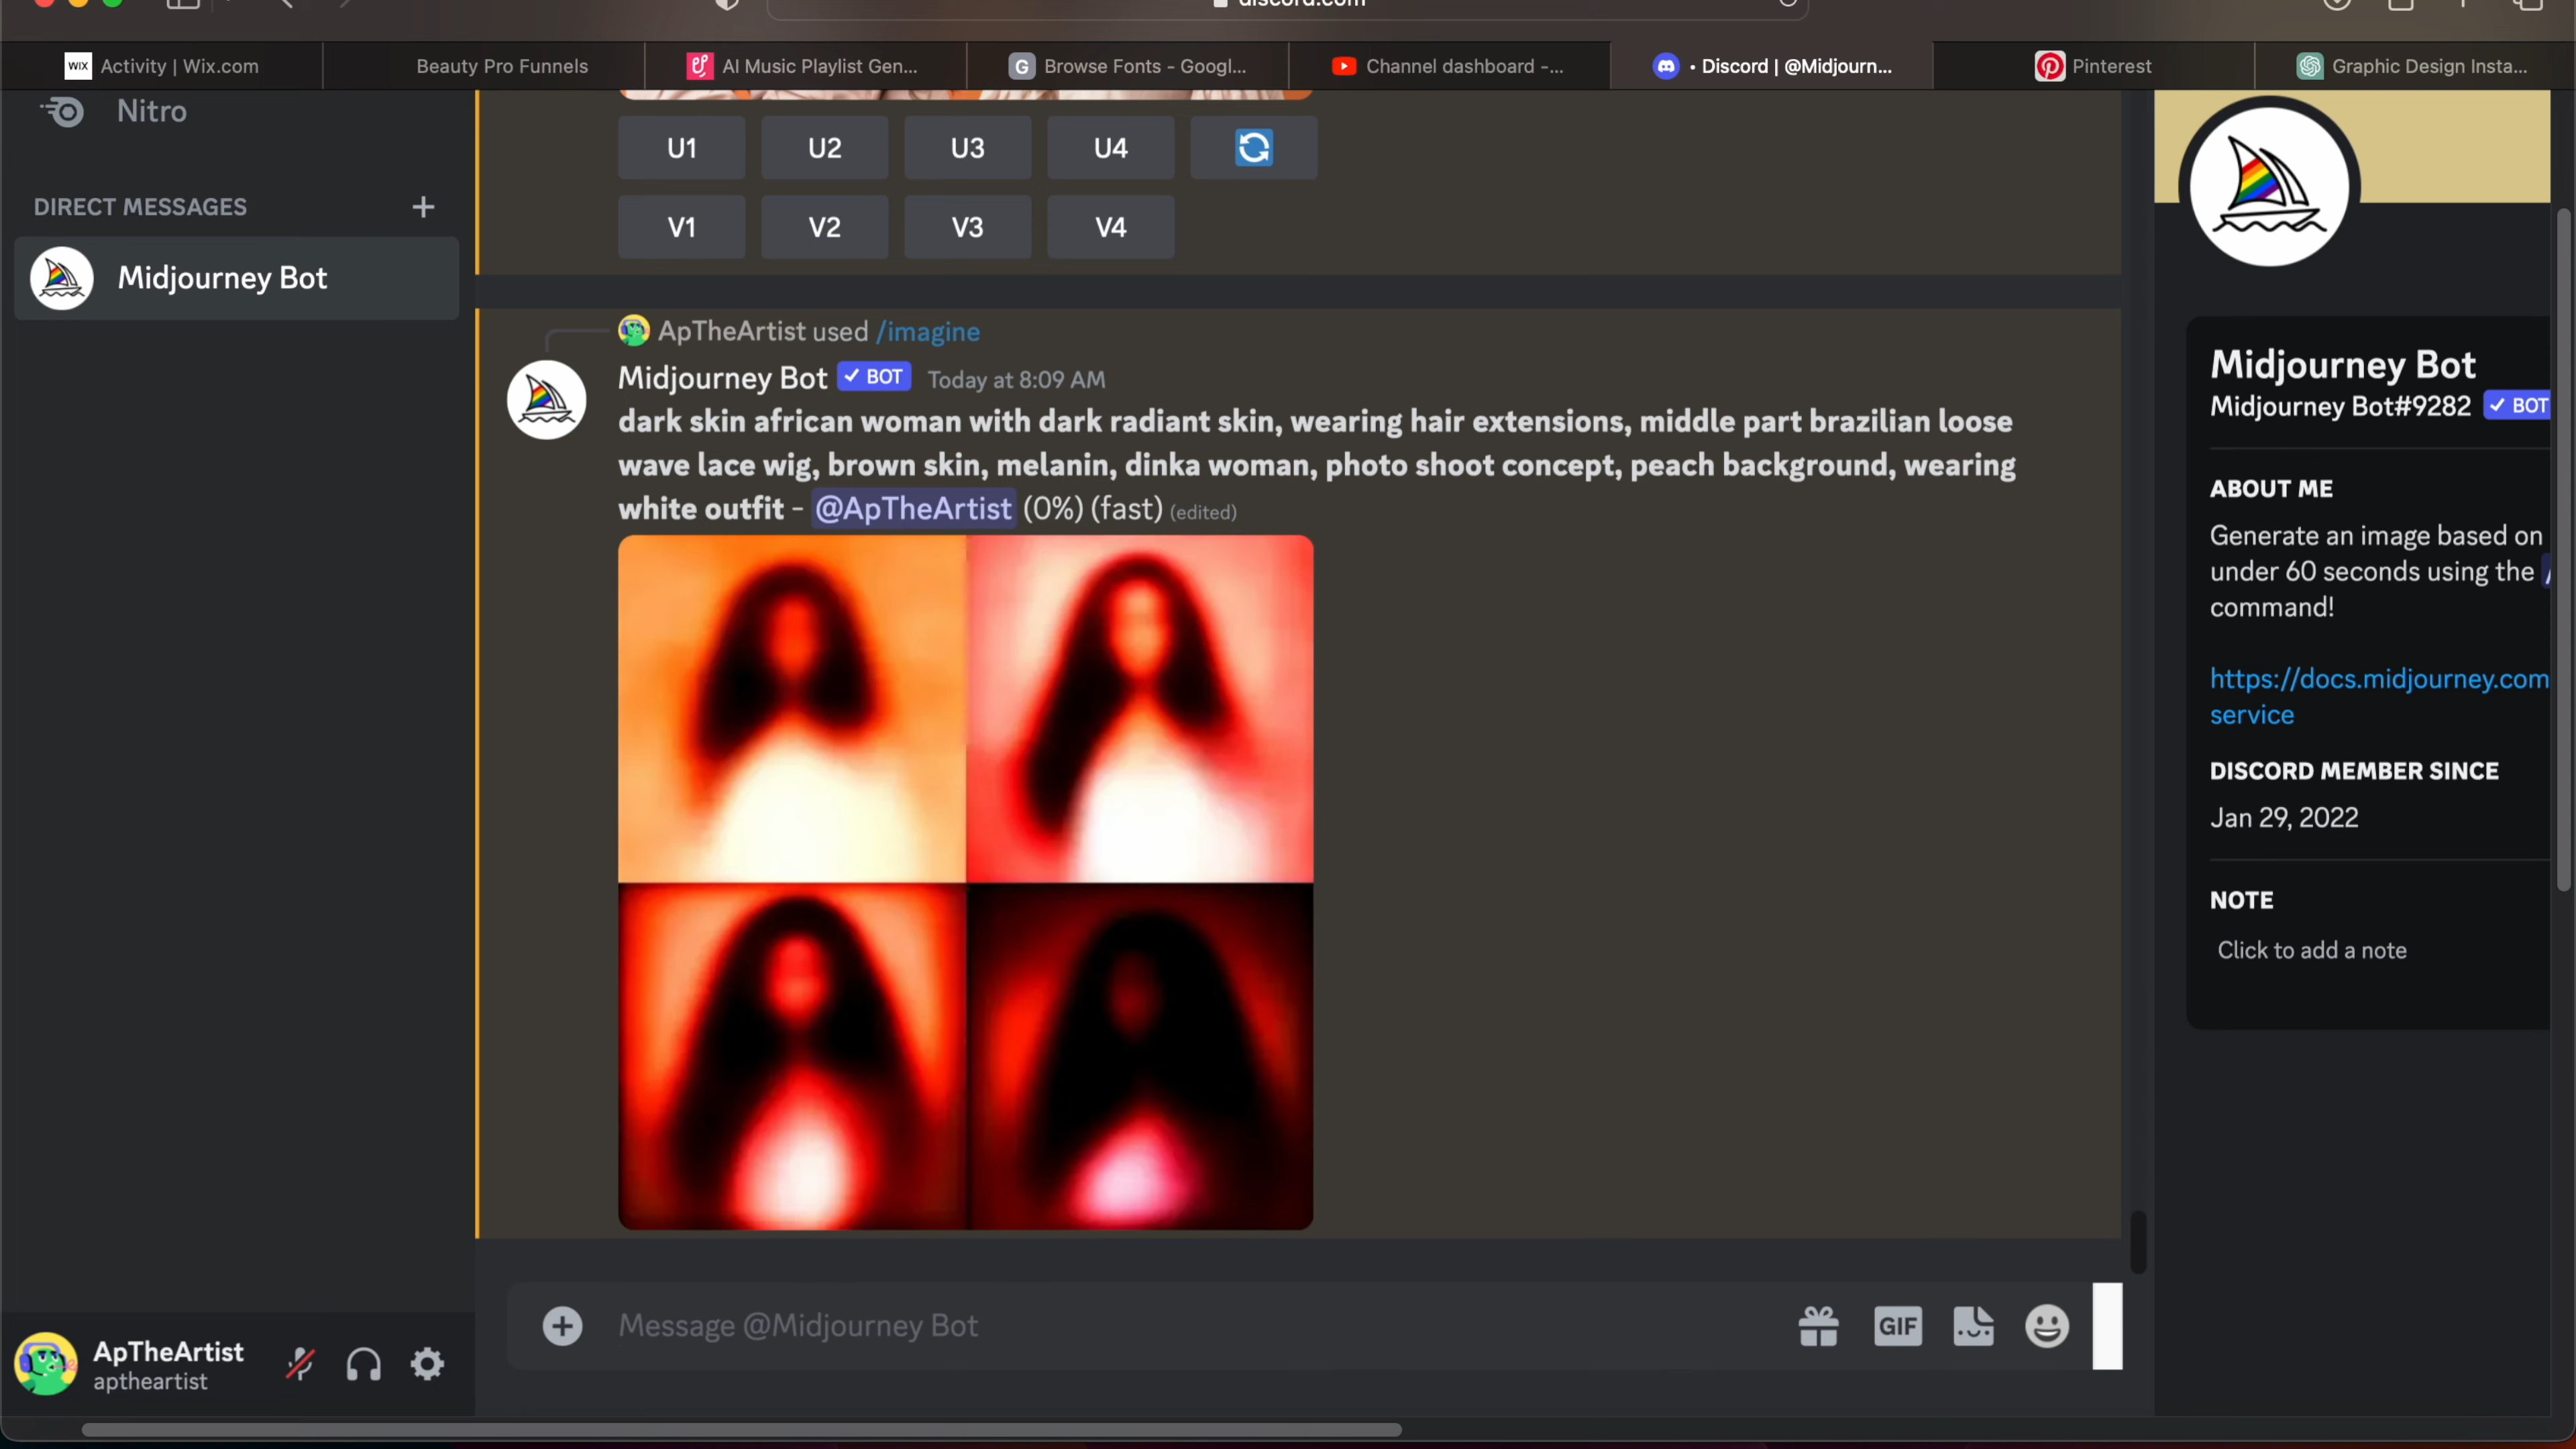 discord.com
WIX Activity | Wix.com
Beauty Pro Funnels
AI Music Playlist Gen...
G Browse Fonts - Googl...
Channel dashboard -...
• Discord | @Midjourn...
Pinterest
Graphic Design Insta...
Nitro
DIRECT MESSAGES
Midjourney Bot
U1 U2 U3 U4
V1 V2 V3 V4
ApTheArtist used /imagine
Midjourney Bot ✓ BOT Today at 8:09 AM
dark skin african woman with dark radiant skin, wearing hair extensions, middle part brazilian loose
wave lace wig, brown skin, melanin, dinka woman, photo shoot concept, peach background, wearing
white outfit - @ApTheArtist (0%) (fast) (edited)
Message @Midjourney Bot
GIF
ApTheArtist
aptheartist
Midjourney Bot
Midjourney Bot#9282 ✓ BOT
ABOUT ME
Generate an image based on
under 60 seconds using the /
command!
https://docs.midjourney.com
service
DISCORD MEMBER SINCE
Jan 29, 2022
NOTE
Click to add a note